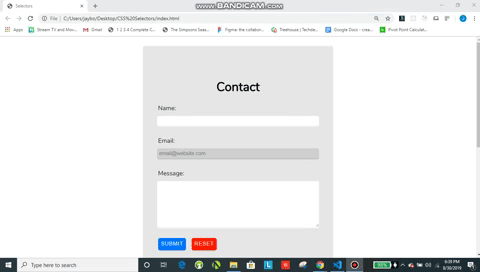 Selectors
www.BANDICAM.com
File | C:/Users/jaybo/Desktop/CSS%20Selectors/index.html
Apps Stream TV and Mov... Gmail 1 2 3 4 Complete C... The Simpsons Seas... Figma: the collabor... Treehouse | Techde... Google Docs - crea... Pivot Point Calculat...
Contact
Name:
Email:
email@website.com
Message:
SUBMIT RESET
Type here to search
6:39 PM
8/30/2019